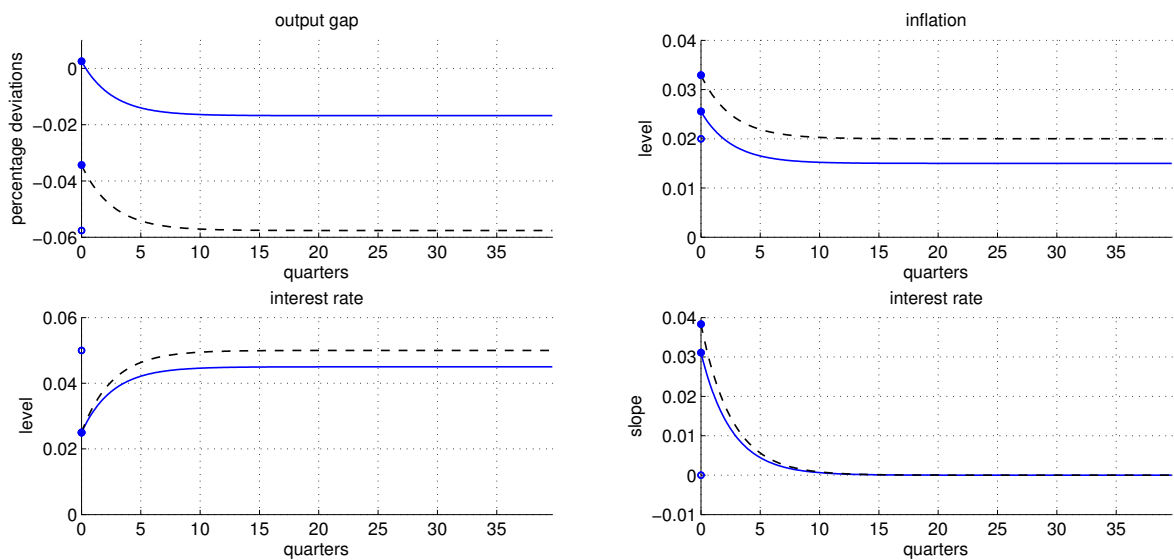 output gap
percentage deviations
0
−0.02
−0.04
−0.06
0 5 10 15 20 25 30 35
quarters
inflation
level
0.04
0.03
0.02
0.01
0
0 5 10 15 20 25 30 35
quarters
interest rate
level
0.06
0.04
0.02
0
0 5 10 15 20 25 30 35
quarters
interest rate
slope
0.04
0.03
0.02
0.01
0
−0.01
0 5 10 15 20 25 30 35
quarters